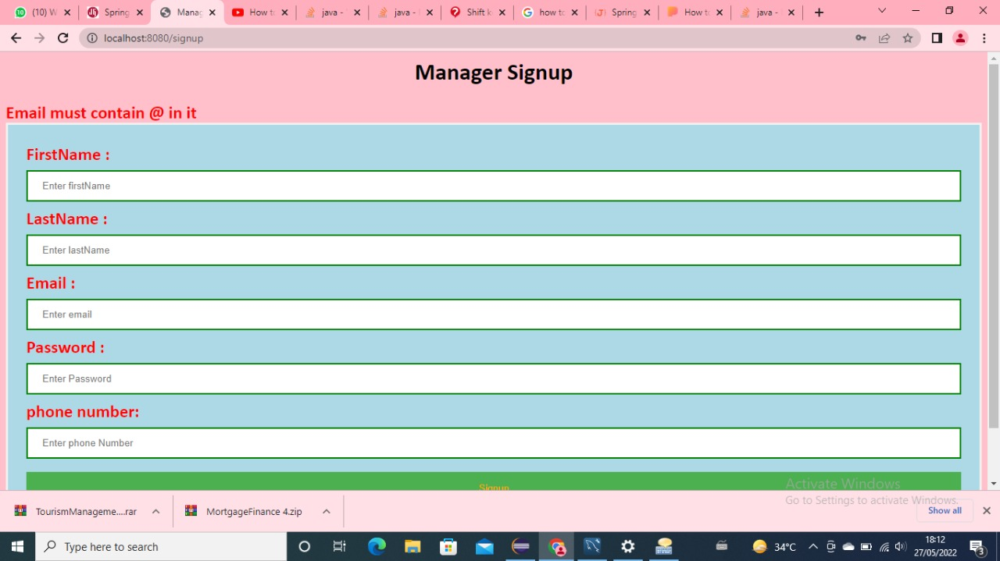 (10) W
Spring
Manag
How to
java -
java -
Shift k
how to
Spring
How to
java -
localhost:8080/signup
Manager Signup
Email must contain @ in it
FirstName :
Enter firstName
LastName :
Enter lastName
Email :
Enter email
Password :
Enter Password
phone number:
Enter phone Number
Signup
Activate Windows
Go to Settings to activate Windows.
TourismManageme....rar
MortgageFinance 4.zip
Show all
Type here to search
34°C
18:12
27/05/2022
3